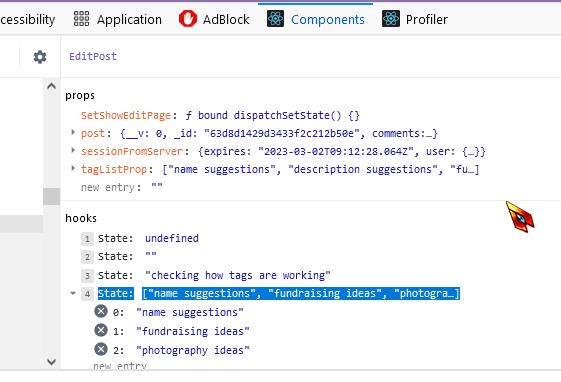 cessibility Application AdBlock Components Profiler
EditPost
props
SetShowEditPage: ƒ bound dispatchSetState() {}
post: {__v: 0, _id: "63d8d1429d3433f2c212b50e", comments:…}
sessionFromServer: {expires: "2023-03-02T09:12:28.064Z", user: {…}}
tagListProp: ["name suggestions", "description suggestions", "fu…]
new entry: ""
hooks
1 State: undefined
2 State: ""
3 State: "checking how tags are working"
4 State: ["name suggestions", "fundraising ideas", "photogra…]
0: "name suggestions"
1: "fundraising ideas"
2: "photography ideas"
new entry